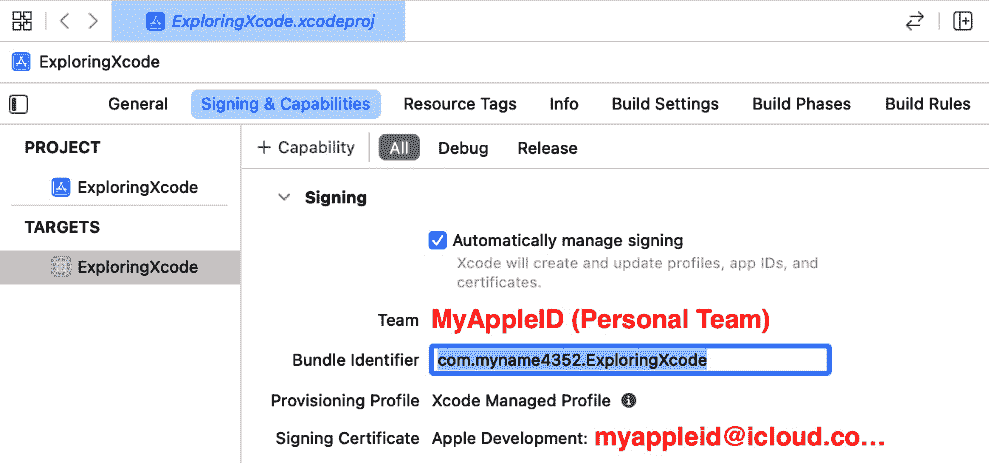 ExploringXcode.xcodeproj
ExploringXcode
General Signing & Capabilities Resource Tags Info Build Settings Build Phases Build Rules
PROJECT
ExploringXcode
TARGETS
ExploringXcode
+ Capability All Debug Release
Signing
Automatically manage signing
Xcode will create and update profiles, app IDs, and
certificates.
Team MyAppleID (Personal Team)
Bundle Identifier com.myname4352.ExploringXcode
Provisioning Profile Xcode Managed Profile
Signing Certificate Apple Development: myappleid@icloud.co...